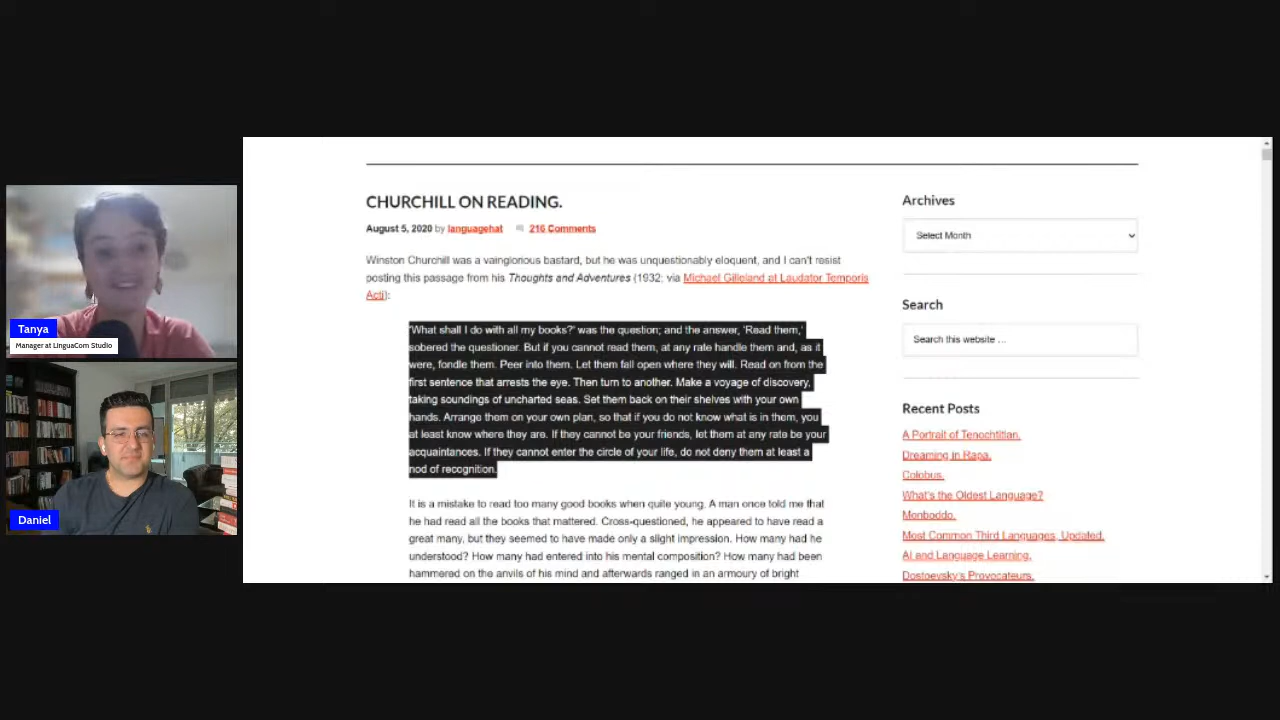 Tanya
Manager at LinguaCom Studio
Daniel
CHURCHILL ON READING.
August 5, 2020 by languagehat 216 Comments
Winston Churchill was a vainglorious bastard, but he was unquestionably eloquent, and I can't resist
posting this passage from his Thoughts and Adventures (1932; via Michael Gilleland at Laudator Temporis
Acti):
'What shall I do with all my books?' was the question; and the answer, 'Read them,'
sobered the questioner. But if you cannot read them, at any rate handle them and, as it
were, fondle them. Peer into them. Let them fall open where they will. Read on from the
first sentence that arrests the eye. Then turn to another. Make a voyage of discovery,
taking soundings of uncharted seas. Set them back on their shelves with your own
hands. Arrange them on your own plan, so that if you do not know what is in them, you
at least know where they are. If they cannot be your friends, let them at any rate be your
acquaintances. If they cannot enter the circle of your life, do not deny them at least a
nod of recognition.
It is a mistake to read too many good books when quite young. A man once told me that
he had read all the books that mattered. Cross-questioned, he appeared to have read a
great many, but they seemed to have made only a slight impression. How many had he
understood? How many had entered into his mental composition? How many had been
hammered on the anvils of his mind and afterwards ranged in an armoury of bright
Archives
Select Month
Search
Search this website …
Recent Posts
A Portrait of Tenochtitlan.
Dreaming in Rapa.
Colobus.
What's the Oldest Language?
Monboddo.
Most Common Third Languages, Updated.
AI and Language Learning.
Dostoevsky's Provocateurs.